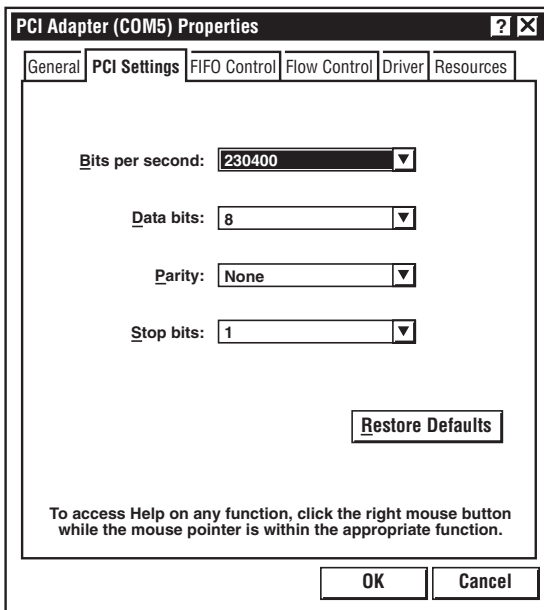 PCI Adapter (COM5) Properties ? X
General PCI Settings FIFO Control Flow Control Driver Resources
Bits per second: 230400
Data bits: 8
Parity: None
Stop bits: 1
Restore Defaults
To access Help on any function, click the right mouse button
while the mouse pointer is within the appropriate function.
OK Cancel